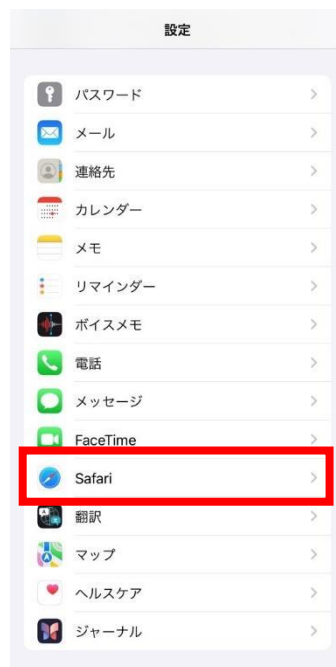 設定
パスワード
メール
連絡先
カレンダー
メモ
リマインダー
ボイスメモ
電話
メッセージ
FaceTime
Safari
翻訳
マップ
ヘルスケア
ジャーナル